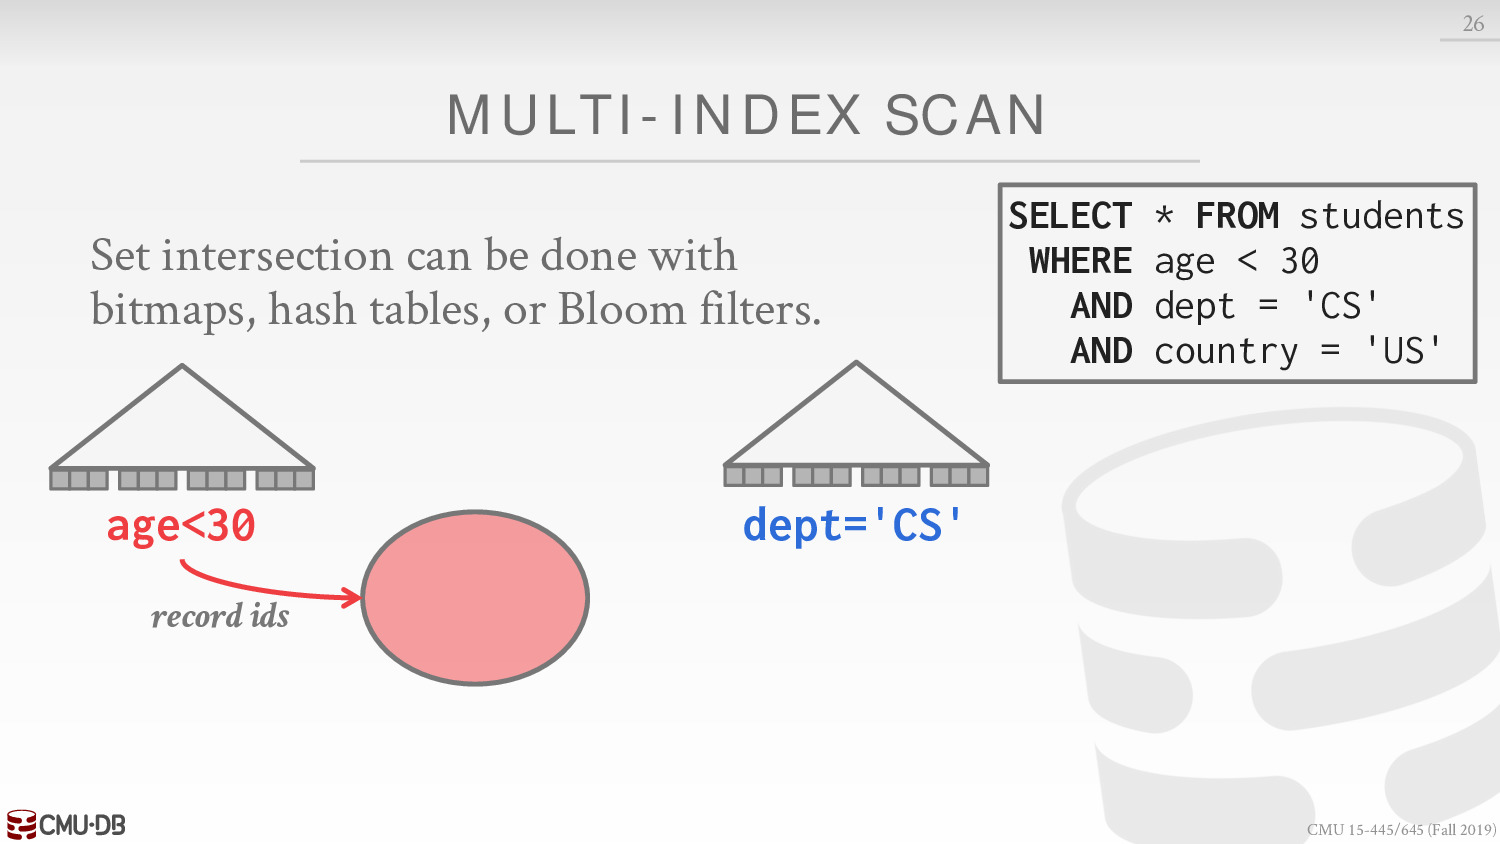 26
MULTI-INDEX SCAN
Set intersection can be done with
bitmaps, hash tables, or Bloom filters.
SELECT * FROM students
WHERE age < 30
AND dept = 'CS'
AND country = 'US'
age<30
dept='CS'
record ids
CMU·DB
CMU 15-445/645 (Fall 2019)